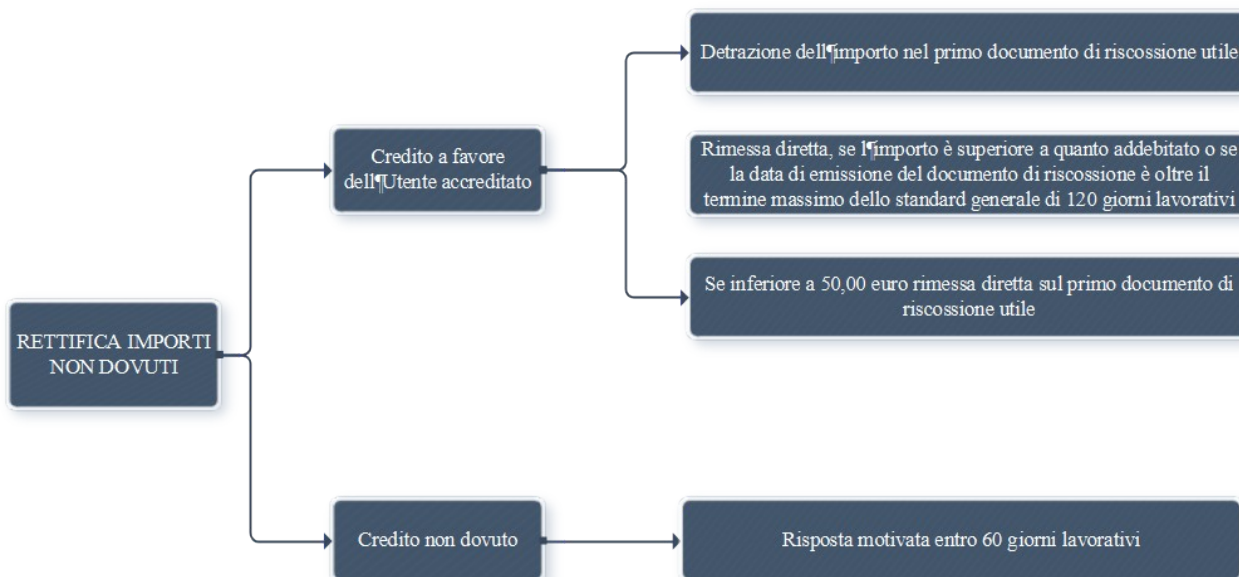 Detrazione dell¶importo nel primo documento di riscossione utile
Credito a favore
dell¶Utente accreditato
Rimessa diretta, se l¶importo è superiore a quanto addebitato o se
la data di emissione del documento di riscossione è oltre il
termine massimo dello standard generale di 120 giorni lavorativi
Se inferiore a 50,00 euro rimessa diretta sul primo documento di
riscossione utile
RETTIFICA IMPORTI
NON DOVUTI
Credito non dovuto
Risposta motivata entro 60 giorni lavorativi